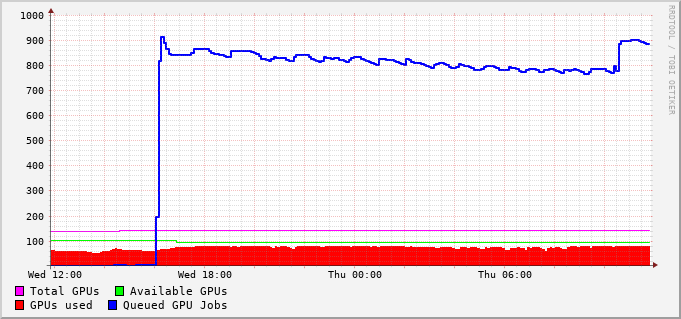 1000
900
800
700
600
500
400
300
200
100
Wed 12:00 Wed 18:00 Thu 00:00 Thu 06:00
Total GPUs Available GPUs
GPUs used Queued GPU Jobs
RRDTOOL / TOBI OETIKER